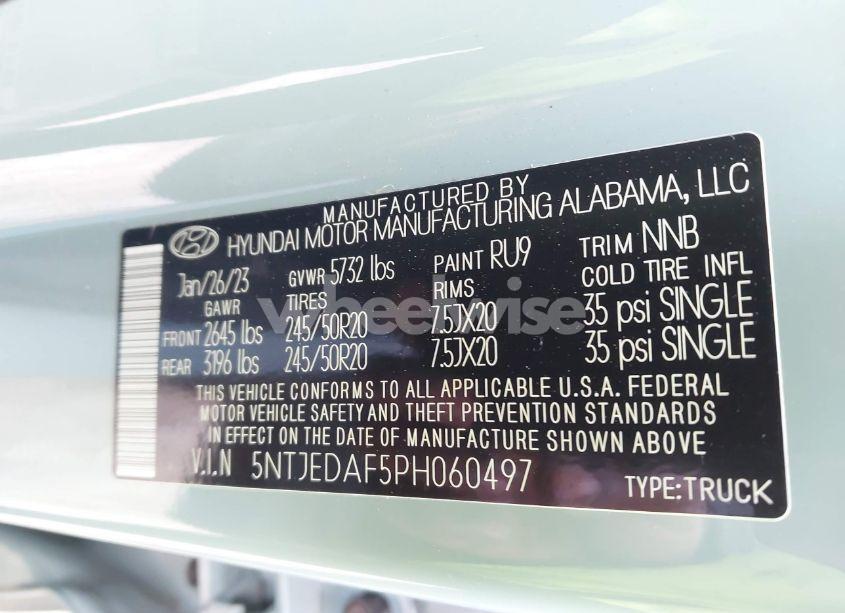 MANUFACTURED BY
HYUNDAI MOTOR MANUFACTURING ALABAMA, LLC
Jan/26/23 GVWR 5732 lbs PAINT RU9 TRIM NNB
GAWR TIRES RIMS COLD TIRE INFL
FRONT 2645 lbs 245/50R20 7.5JX20 35 psi SINGLE
REAR 3196 lbs 245/50R20 7.5JX20 35 psi SINGLE
wheelwise
THIS VEHICLE CONFORMS TO ALL APPLICABLE U.S.A. FEDERAL
MOTOR VEHICLE SAFETY AND THEFT PREVENTION STANDARDS
IN EFFECT ON THE DATE OF MANUFACTURE SHOWN ABOVE
V.I.N 5NTJEDAF5PH060497 TYPE:TRUCK